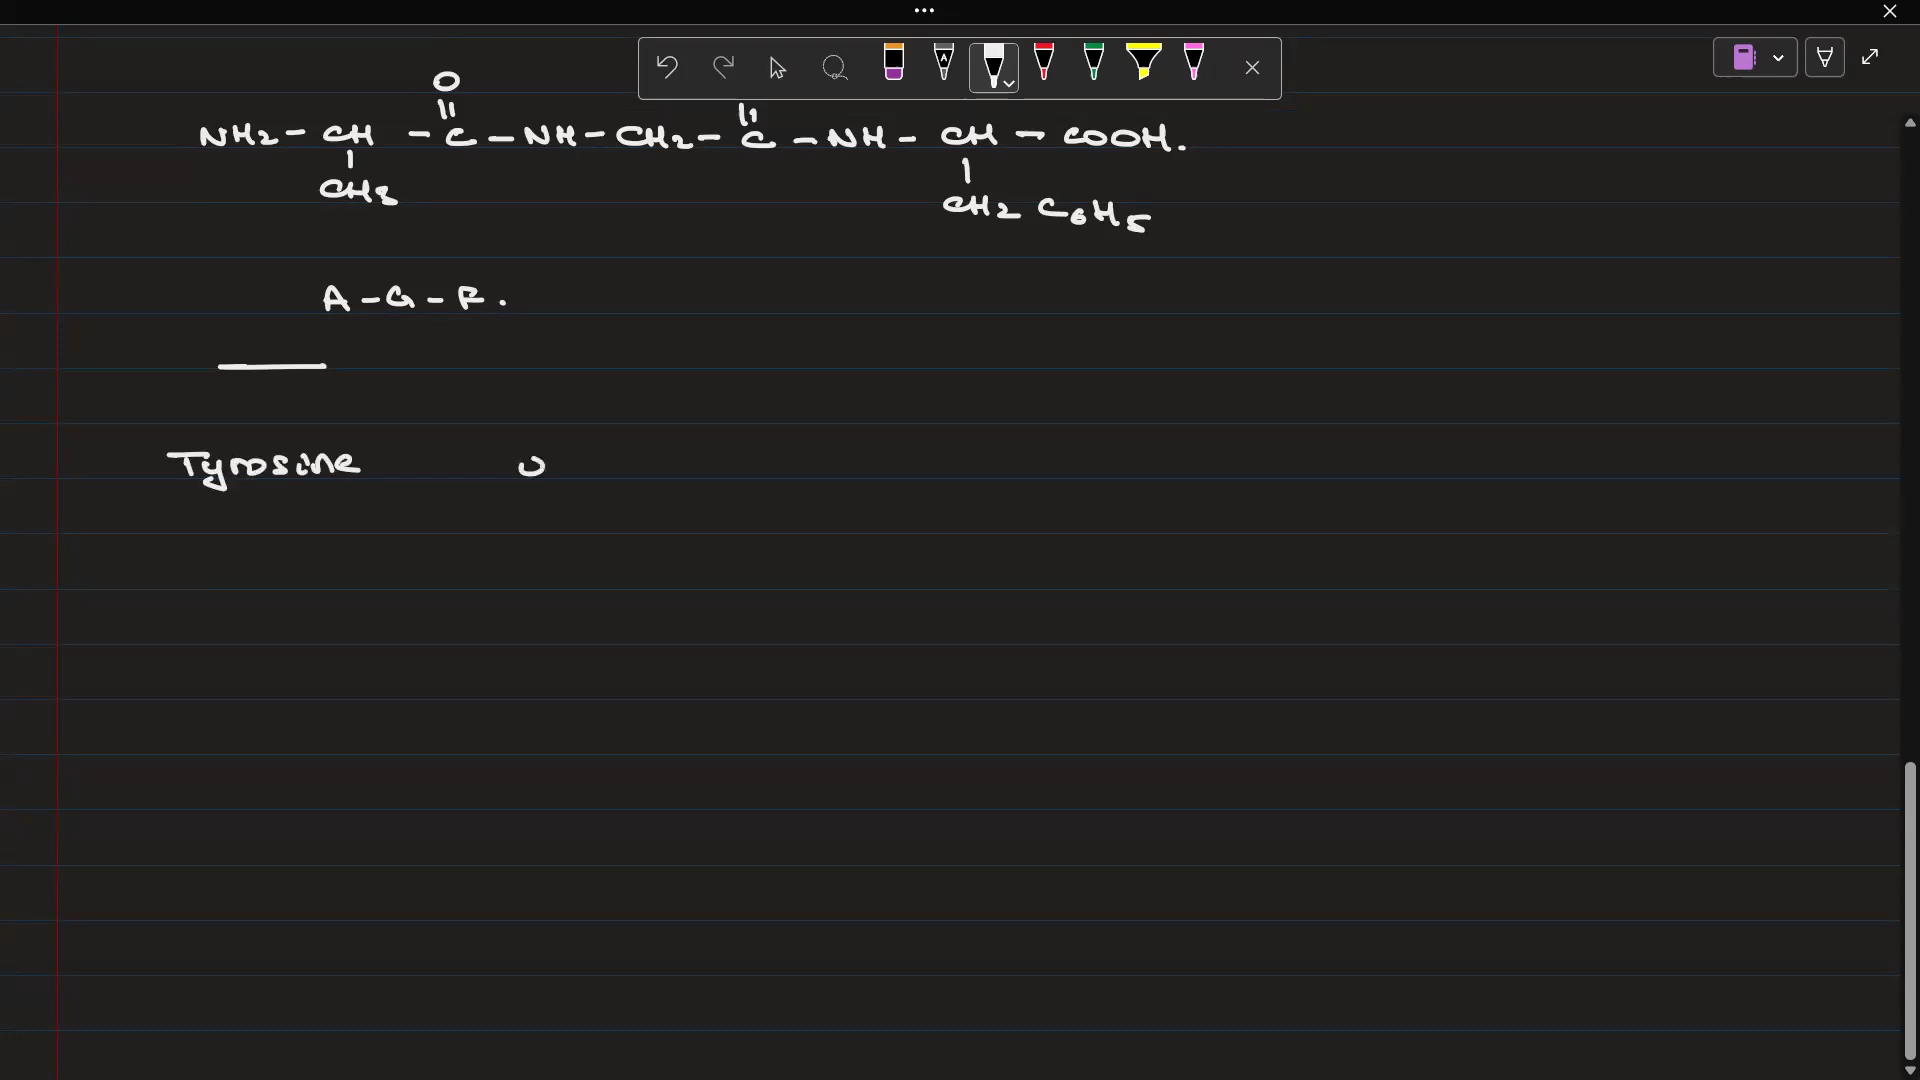 O
||            ||
NH2 - CH - C - NH - CH2 - C - NH - CH - COOH.
|                |
CH3            CH2 C6H5
A - G - F.
Tyrosine